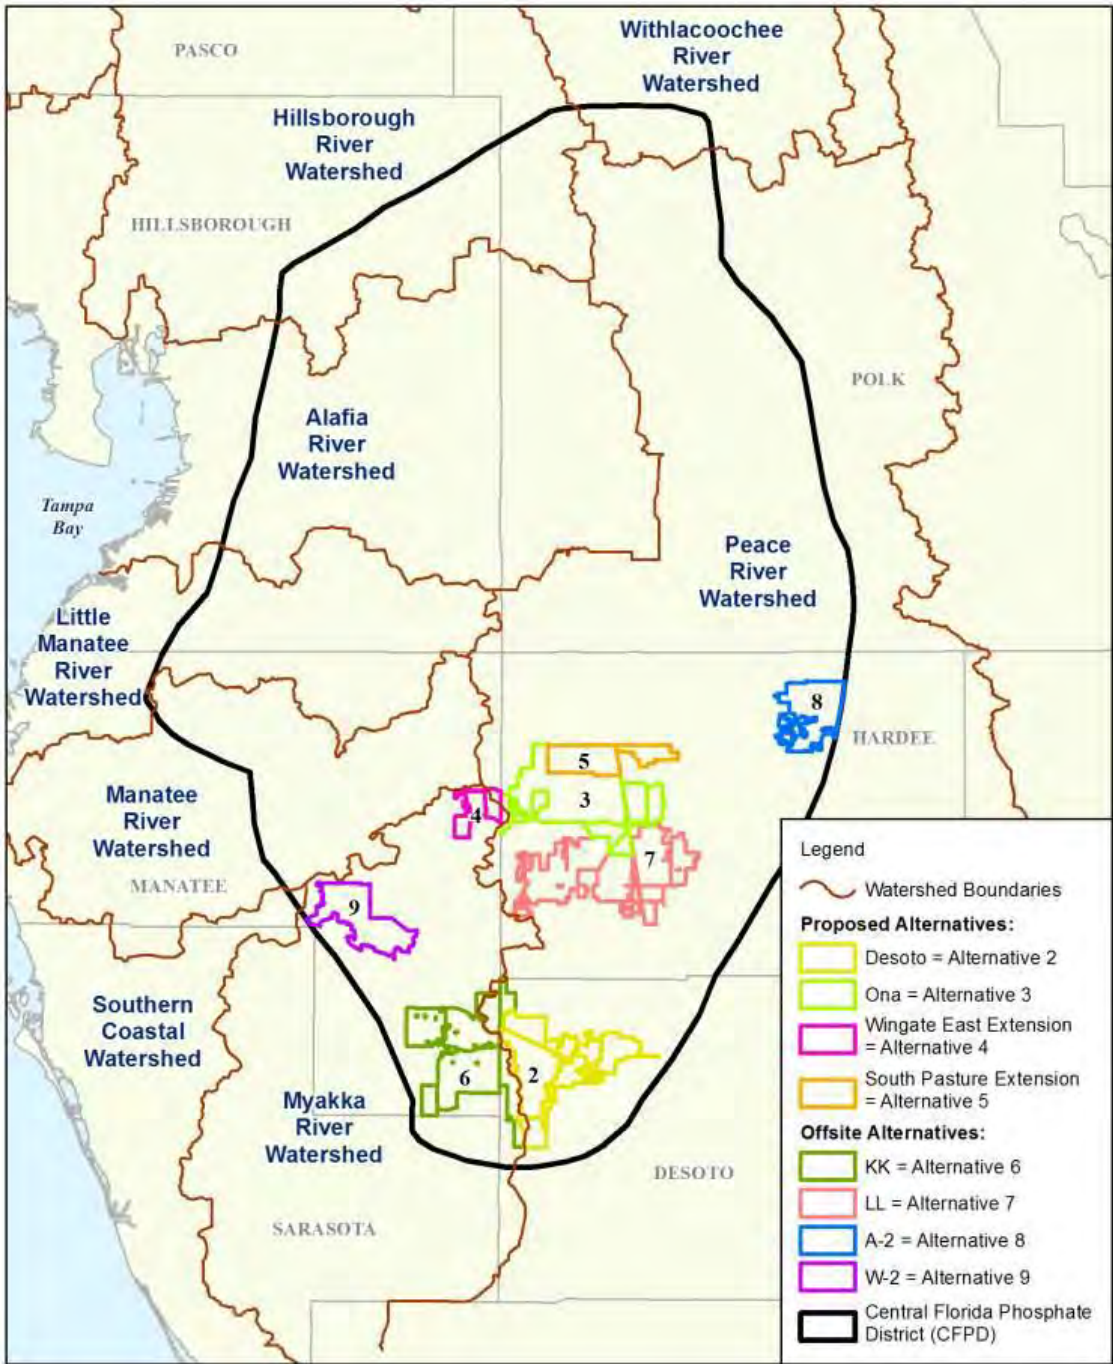 PASCO
Withlacoochee
River
Watershed
Hillsborough
River
Watershed
HILLSBOROUGH
POLK
Alafia
River
Watershed
Tampa
Bay
Peace
River
Watershed
Little
Manatee
River
Watershed
8
HARDEE
5
3
4
Manatee
River
Watershed
MANATEE
7
9
Southern
Coastal
Watershed
6
2
Myakka
River
Watershed
DESOTO
SARASOTA
Legend
Watershed Boundaries
Proposed Alternatives:
Desoto = Alternative 2
Ona = Alternative 3
Wingate East Extension
= Alternative 4
South Pasture Extension
= Alternative 5
Offsite Alternatives:
KK = Alternative 6
LL = Alternative 7
A-2 = Alternative 8
W-2 = Alternative 9
Central Florida Phosphate
District (CFPD)